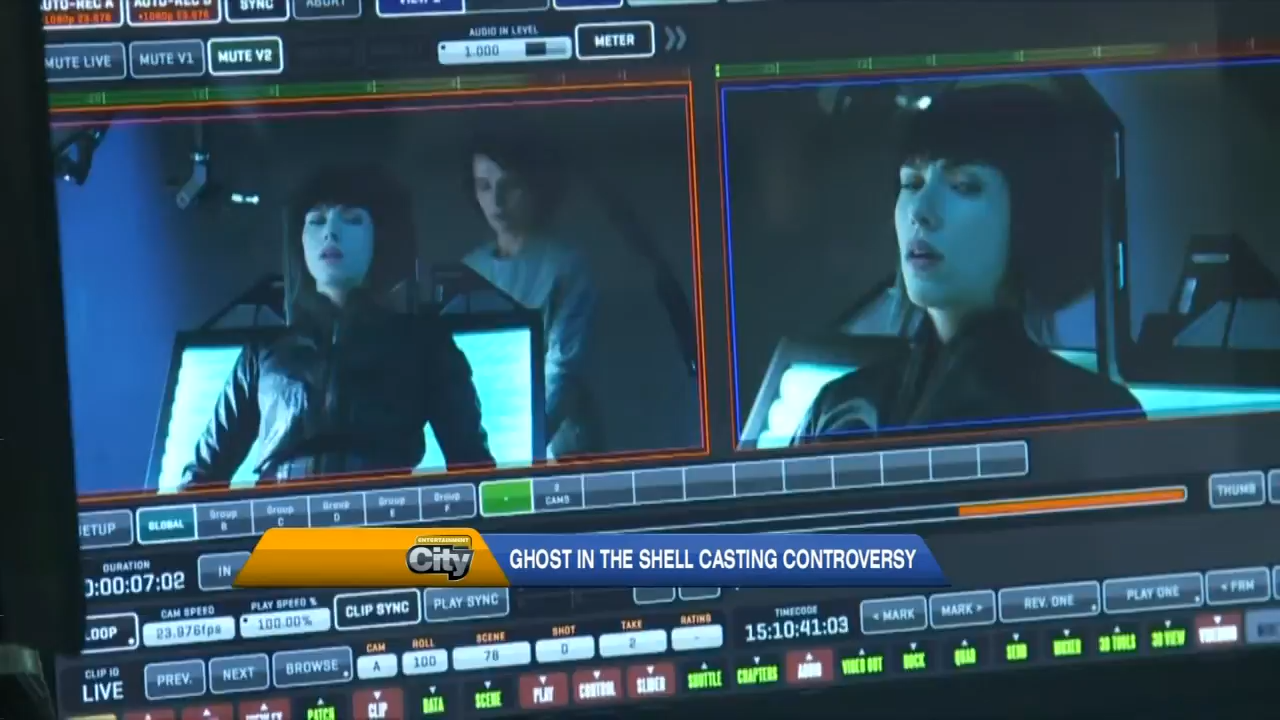 AUTO-REC A
SYNC
ABORT
MUTE LIVE
MUTE V1
MUTE V2
AUDIO IN LEVEL
1.000
METER
SETUP
GLOBAL
Group B
Group C
Group D
Group E
Group F
2 CAMS
THUMB
ENTERTAINMENT
City
GHOST IN THE SHELL CASTING CONTROVERSY
DURATION
0:00:07:02
IN
CAM SPEED
23.976fps
PLAY SPEED %
100.00%
CLIP SYNC
PLAY SYNC
LOOP
CAM
A
ROLL
100
SCENE
78
SHOT
0
TAKE
2
RATING
-
TIMECODE
15:10:41:03
< MARK
MARK >
REV. ONE
PLAY ONE
< FRM
CLIP ID
LIVE
PREV.
NEXT
BROWSE
PATCH
CLIP
DATA
SCENE
PLAY
CONTROL
SLIDER
SHUTTLE
CHAPTERS
AUDIO
VIDEO OUT
DOCK
QUAD
SEND
MIXER
3D TOOLS
3D VIEW